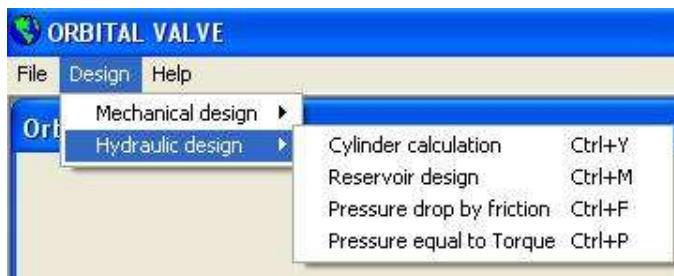 ORBITAL VALVE
File Design Help
Mechanical design
Hydraulic design
Cylinder calculation Ctrl+Y
Reservoir design Ctrl+M
Pressure drop by friction Ctrl+F
Pressure equal to Torque Ctrl+P